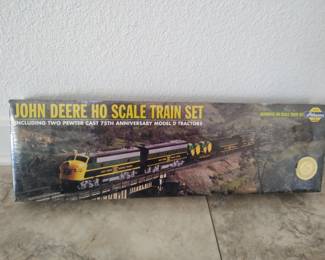 JOHN DEERE HO SCALE TRAIN SET
INCLUDING TWO PEWTER CAST 75TH ANNIVERSARY MODEL D TRACTORS